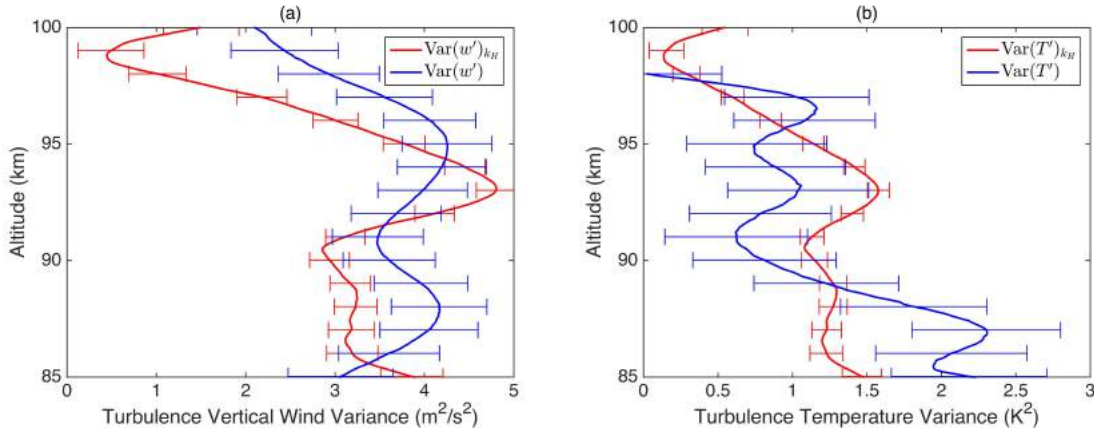 (a)
100
95
90
85
Altitude (km)
Var(w′)kH
Var(w′)
0 1 2 3 4 5
Turbulence Vertical Wind Variance (m²/s²)
(b)
100
95
90
85
Altitude (km)
Var(T′)kH
Var(T′)
0 0.5 1 1.5 2 2.5 3
Turbulence Temperature Variance (K²)